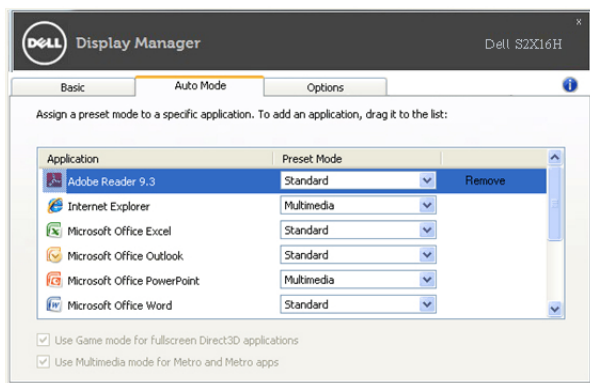 DELL Display Manager Dell S2X16H x
Basic Auto Mode Options
Assign a preset mode to a specific application. To add an application, drag it to the list:
Application Preset Mode
Adobe Reader 9.3 Standard Remove
Internet Explorer Multimedia
Microsoft Office Excel Standard
Microsoft Office Outlook Standard
Microsoft Office PowerPoint Multimedia
Microsoft Office Word Standard
Use Game mode for fullscreen Direct3D applications
Use Multimedia mode for Metro and Metro apps